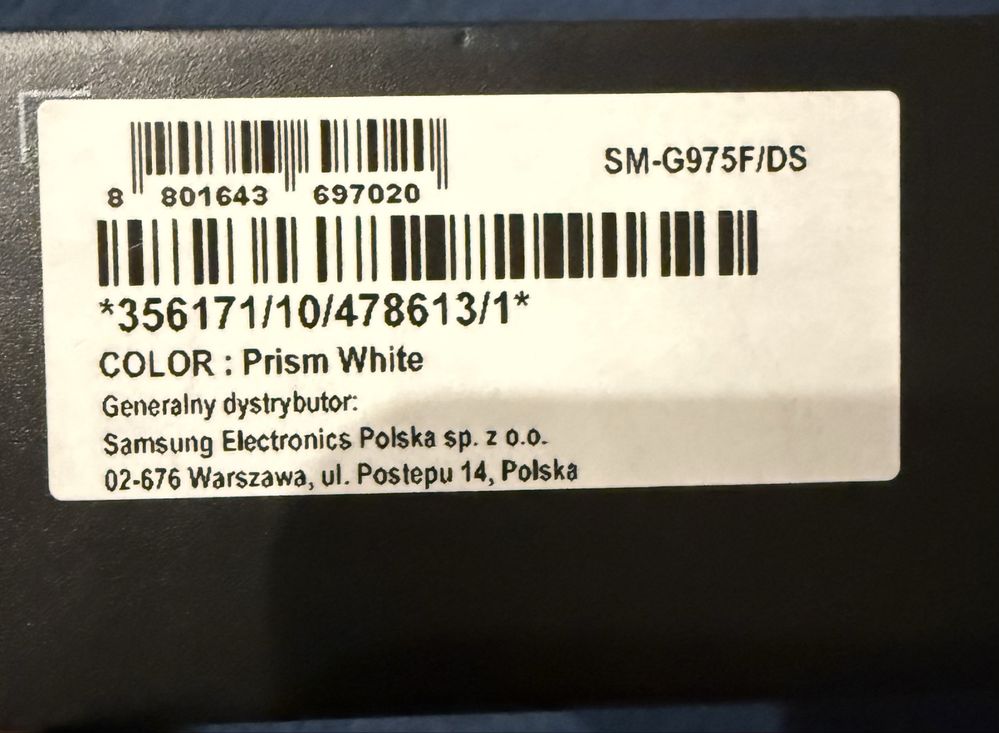 SM-G975F/DS
8 801643 697020
*356171/10/478613/1*
COLOR : Prism White
Generalny dystrybutor:
Samsung Electronics Polska sp. z o.o.
02-676 Warszawa, ul. Postepu 14, Polska